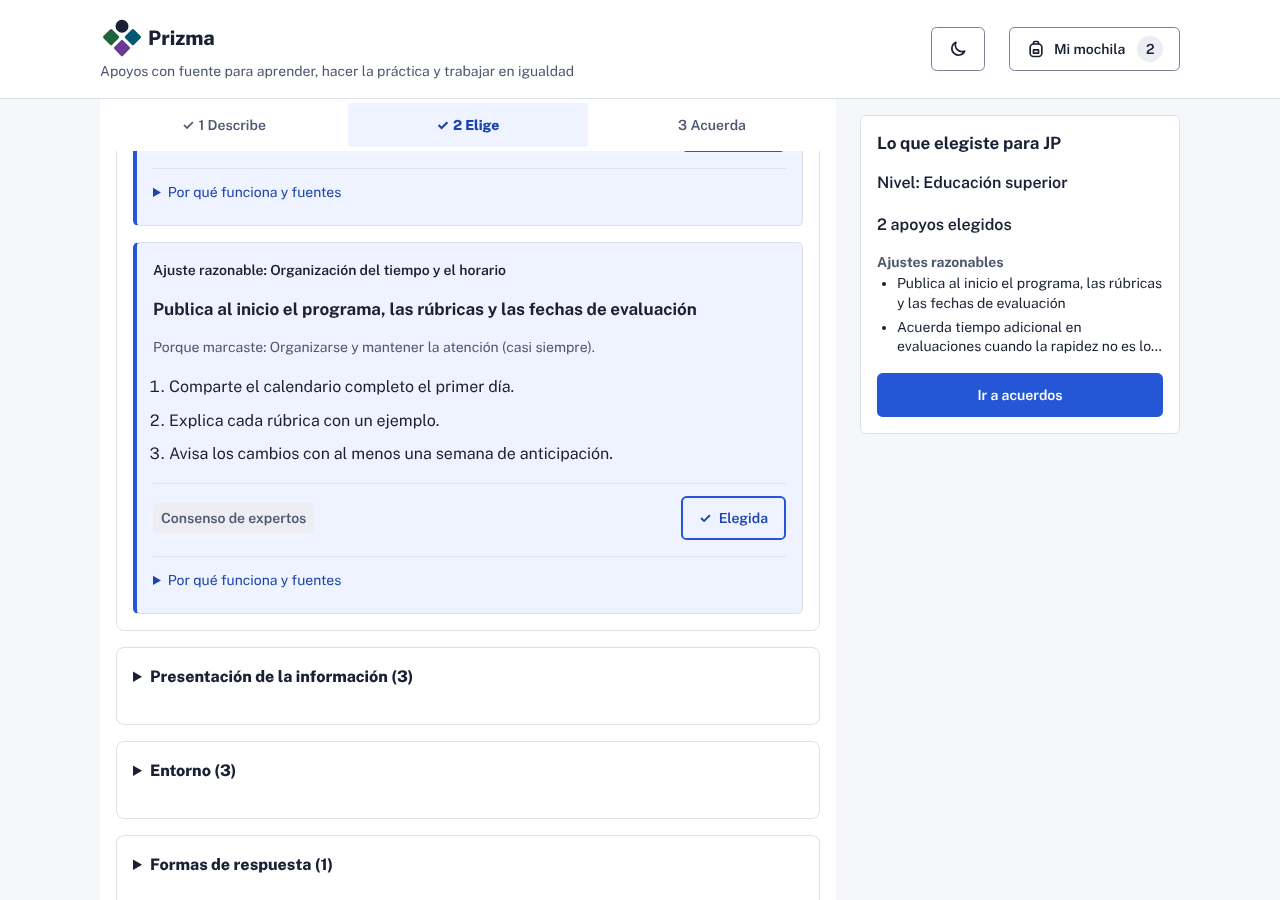 Prizma
Apoyos con fuente para aprender, hacer la práctica y trabajar en igualdad
Mi mochila 2
✓ 1 Describe
✓ 2 Elige
3 Acuerda
Por qué funciona y fuentes
Ajuste razonable: Organización del tiempo y el horario
Publica al inicio el programa, las rúbricas y las fechas de evaluación
Porque marcaste: Organizarse y mantener la atención (casi siempre).
1. Comparte el calendario completo el primer día.
2. Explica cada rúbrica con un ejemplo.
3. Avisa los cambios con al menos una semana de anticipación.
Consenso de expertos
✓ Elegida
Por qué funciona y fuentes
Presentación de la información (3)
Entorno (3)
Formas de respuesta (1)
Lo que elegiste para JP
Nivel: Educación superior
2 apoyos elegidos
Ajustes razonables
• Publica al inicio el programa, las rúbricas
y las fechas de evaluación
• Acuerda tiempo adicional en
evaluaciones cuando la rapidez no es lo...
Ir a acuerdos